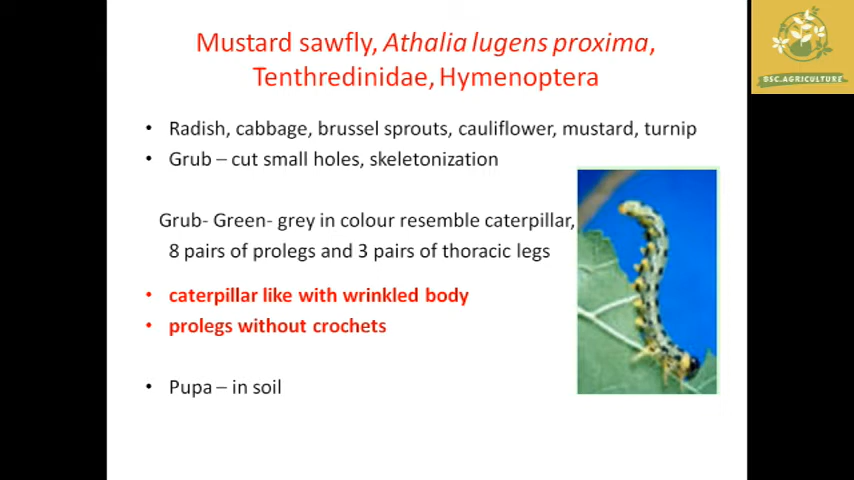 Mustard sawfly, Athalia lugens proxima,
Tenthredinidae, Hymenoptera
BSC.AGRICULTURE
• Radish, cabbage, brussel sprouts, cauliflower, mustard, turnip
• Grub – cut small holes, skeletonization
Grub- Green- grey in colour resemble caterpillar,
8 pairs of prolegs and 3 pairs of thoracic legs
• caterpillar like with wrinkled body
• prolegs without crochets
• Pupa – in soil